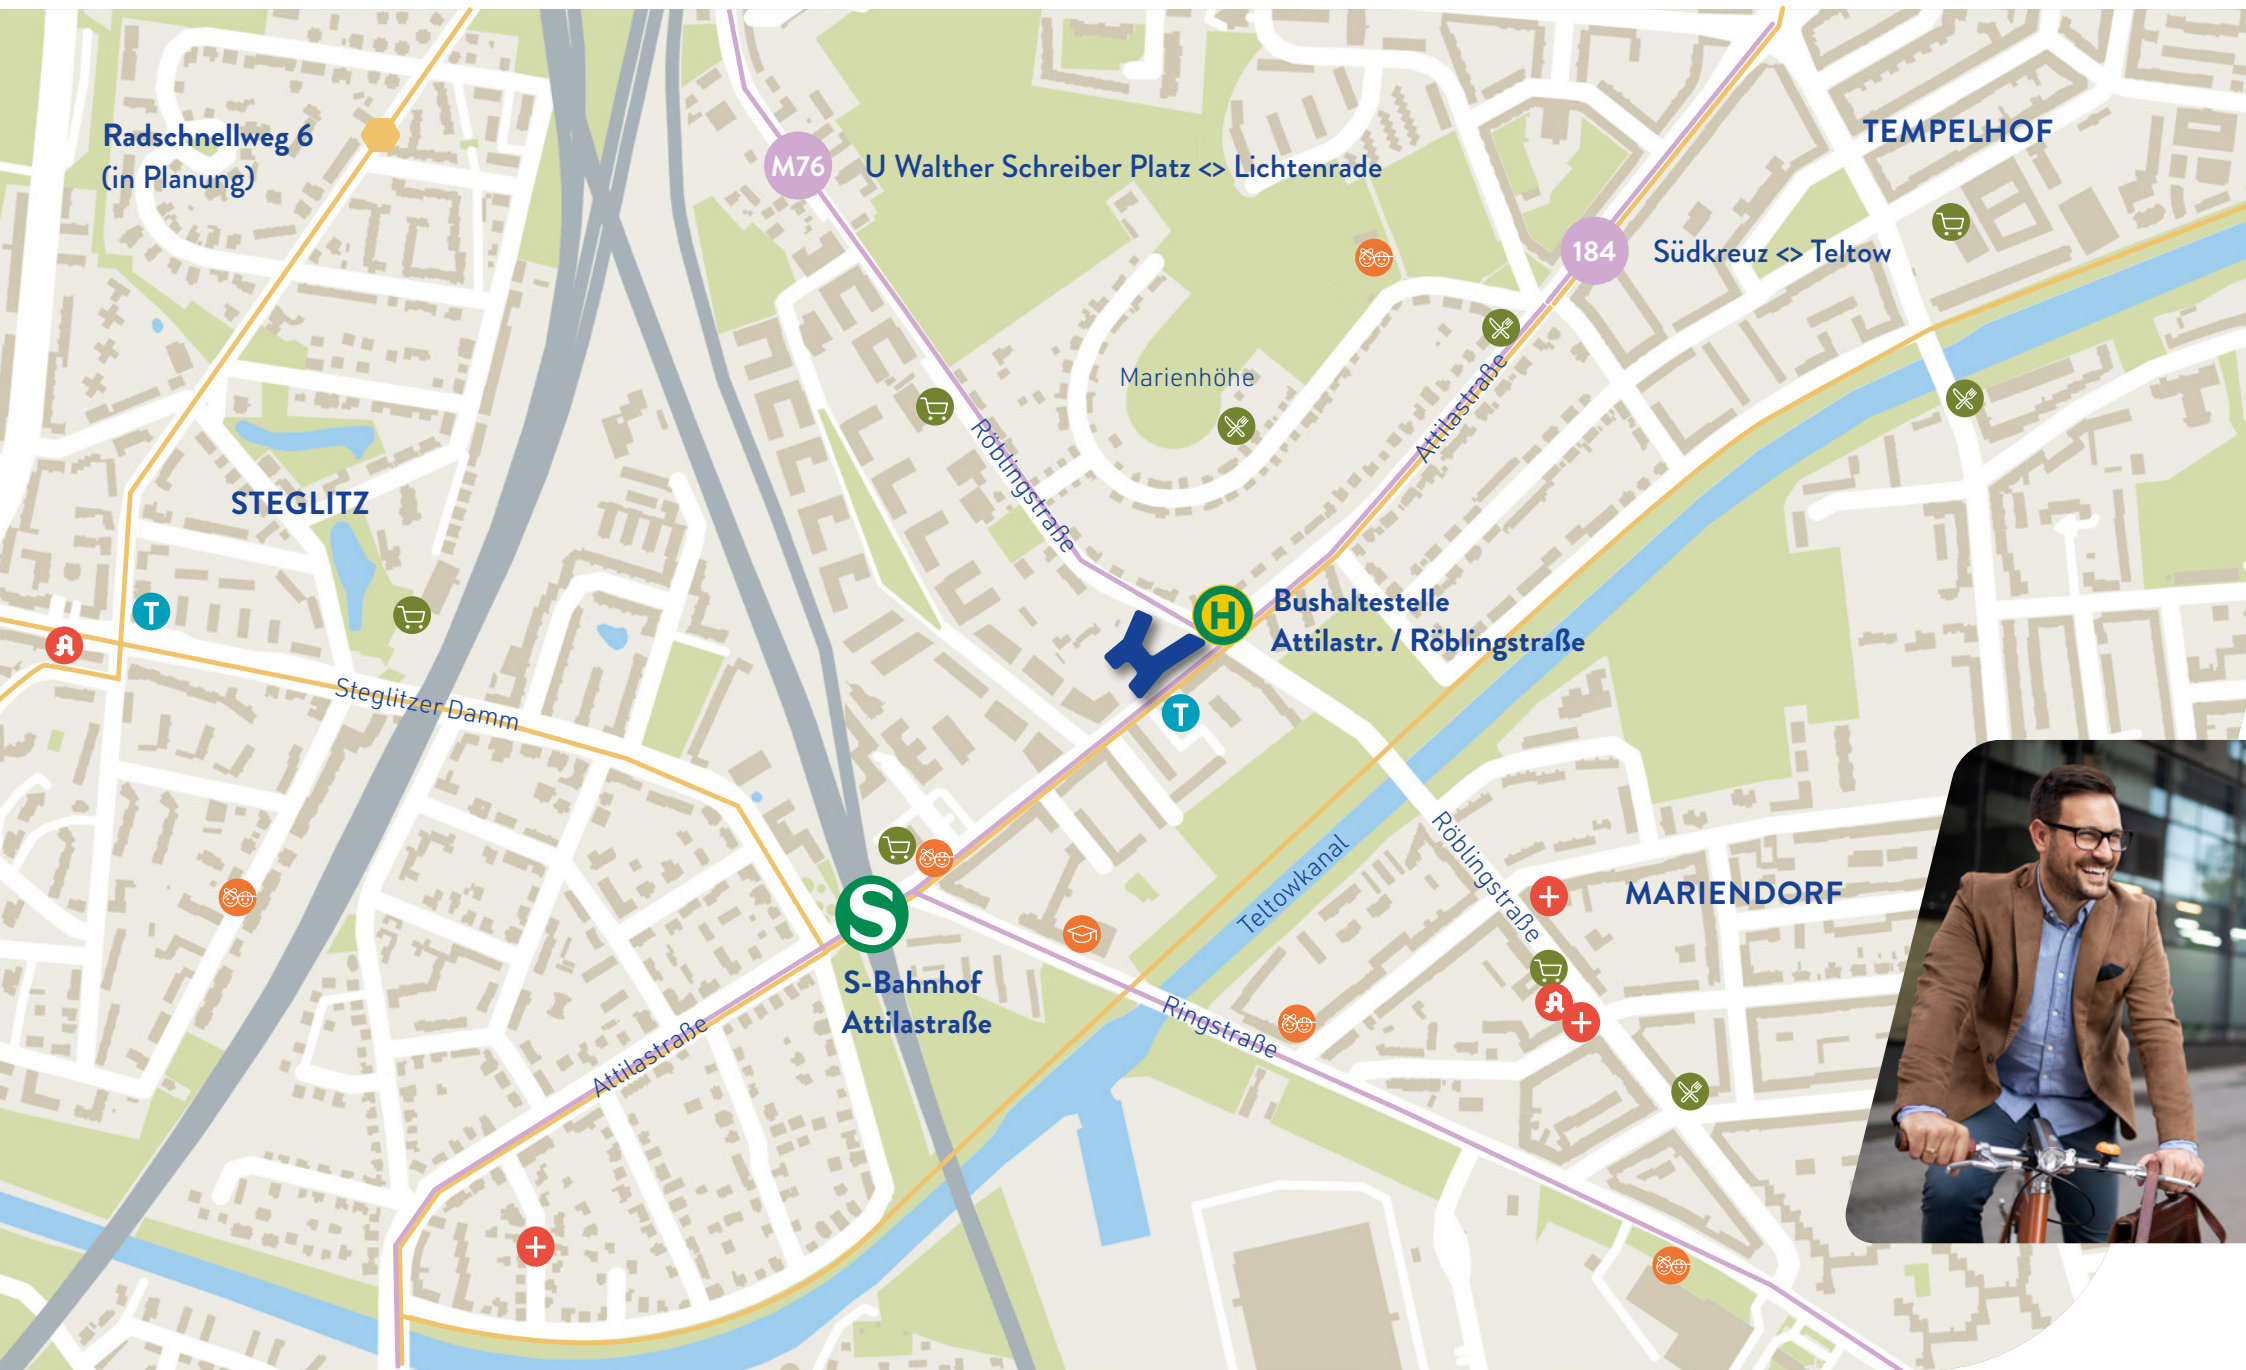 Radschnellweg 6
(in Planung)
M76
U Walther Schreiber Platz <> Lichtenrade
TEMPELHOF
184
Südkreuz <> Teltow
Marienhöhe
Attilastraße
Röblingstraße
STEGLITZ
H
Bushaltestelle
Attilastr. / Röblingstraße
T
A
Steglitzer Damm
T
Teltowkanal
Röblingstraße
MARIENDORF
S
S-Bahnhof
Attilastraße
A
Ringstraße
Attilastraße